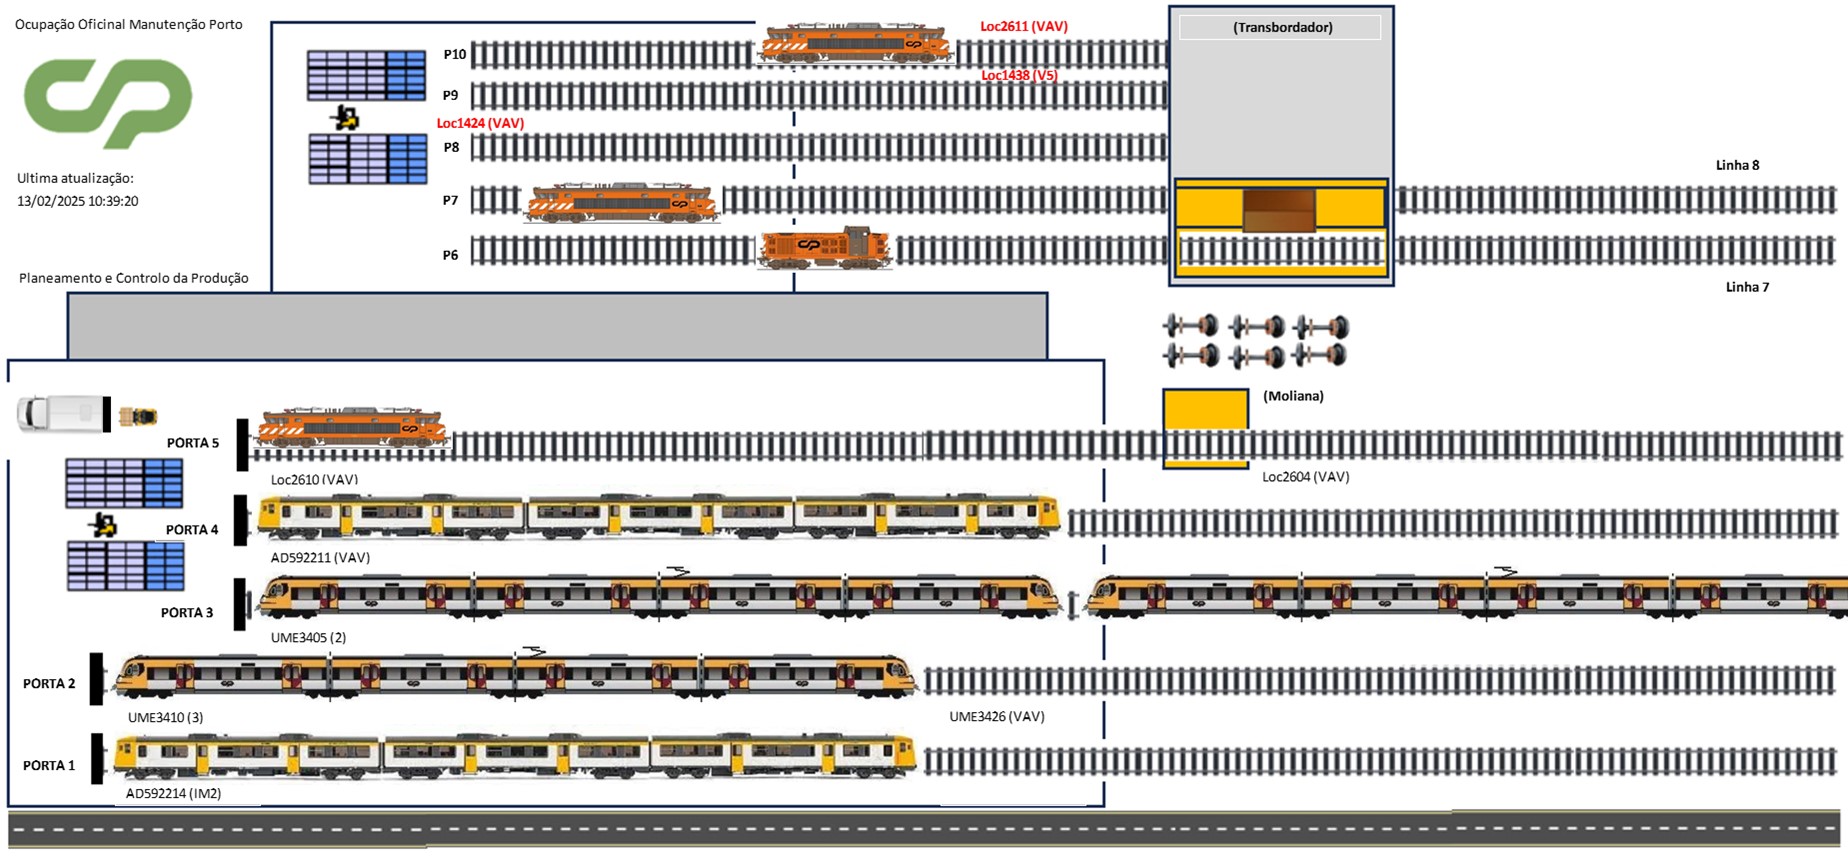 Ocupação Oficinal Manutenção Porto
Ultima atualização:
13/02/2025 10:39:20
Planeamento e Controlo da Produção
P10
Loc2611 (VAV)
(Transbordador)
Loc1438 (V5)
P9
Loc1424 (VAV)
P8
Linha 8
P7
P6
Linha 7
(Moliana)
PORTA 5
Loc2610 (VAV)
Loc2604 (VAV)
PORTA 4
AD592211 (VAV)
PORTA 3
UME3405 (2)
PORTA 2
UME3410 (3)
UME3426 (VAV)
PORTA 1
AD592214 (IM2)